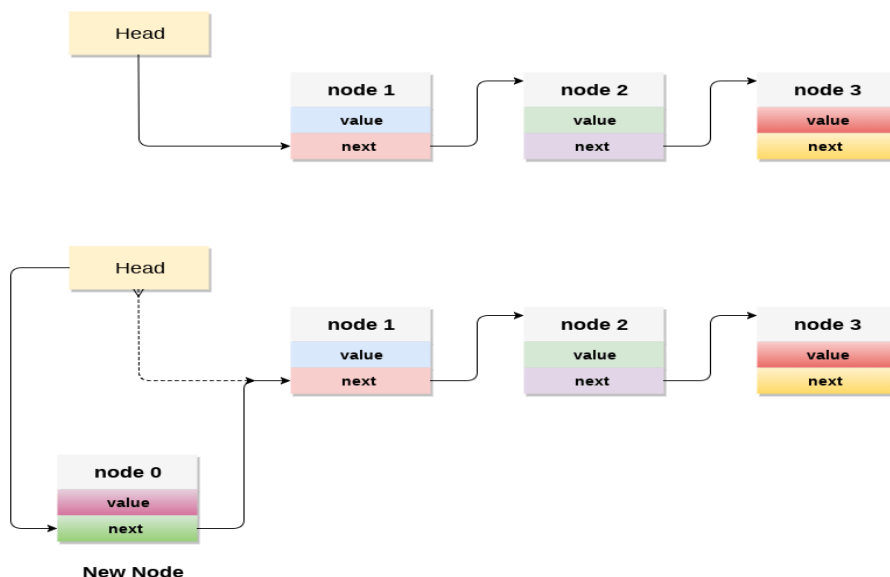 Head
node 1
value
next
node 2
value
next
node 3
value
next
Head
node 1
value
next
node 2
value
next
node 3
value
next
node 0
value
next
New Node